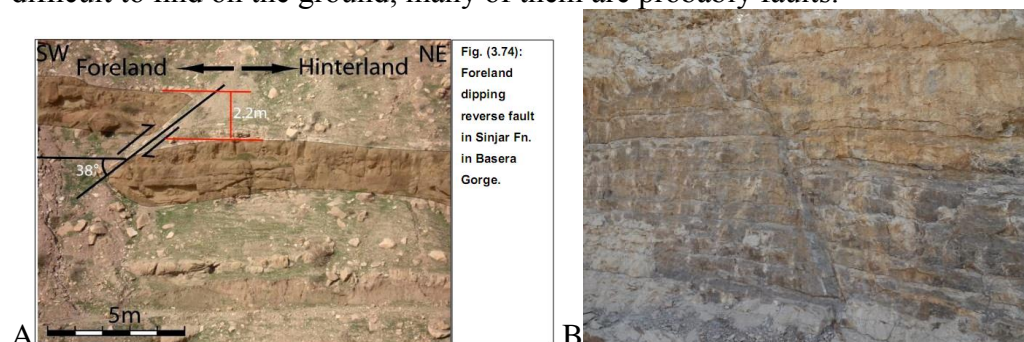 difficult to find on the ground, many of them are probably faults.
SW NE
Foreland Hinterland
2.2m
38°
5m
Fig. (3.74):
Foreland
dipping
reverse fault
in Sinjar Fn.
in Basera
Gorge.
A B